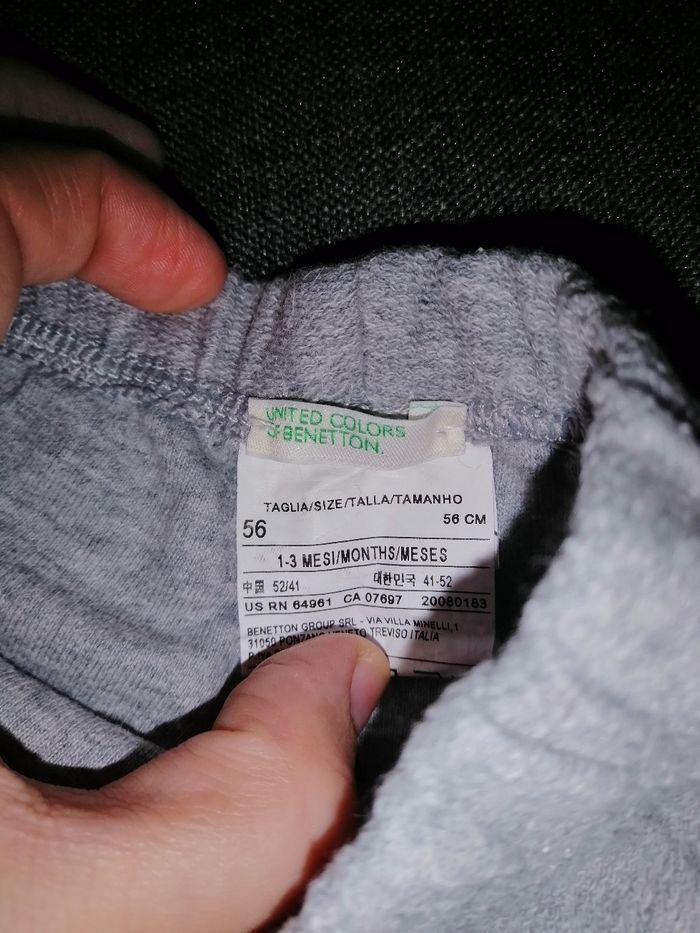 UNITED COLORS
OF BENETTON.
TAGLIA/SIZE/TALLA/TAMANHO
56 56 CM
1-3 MESI/MONTHS/MESES
中国 52/41 대한민국 41-52
US RN 64961 CA 07697 20080183
BENETTON GROUP SRL - VIA VILLA MINELLI,1
31050 PONZANO VENETO TREVISO ITALIA